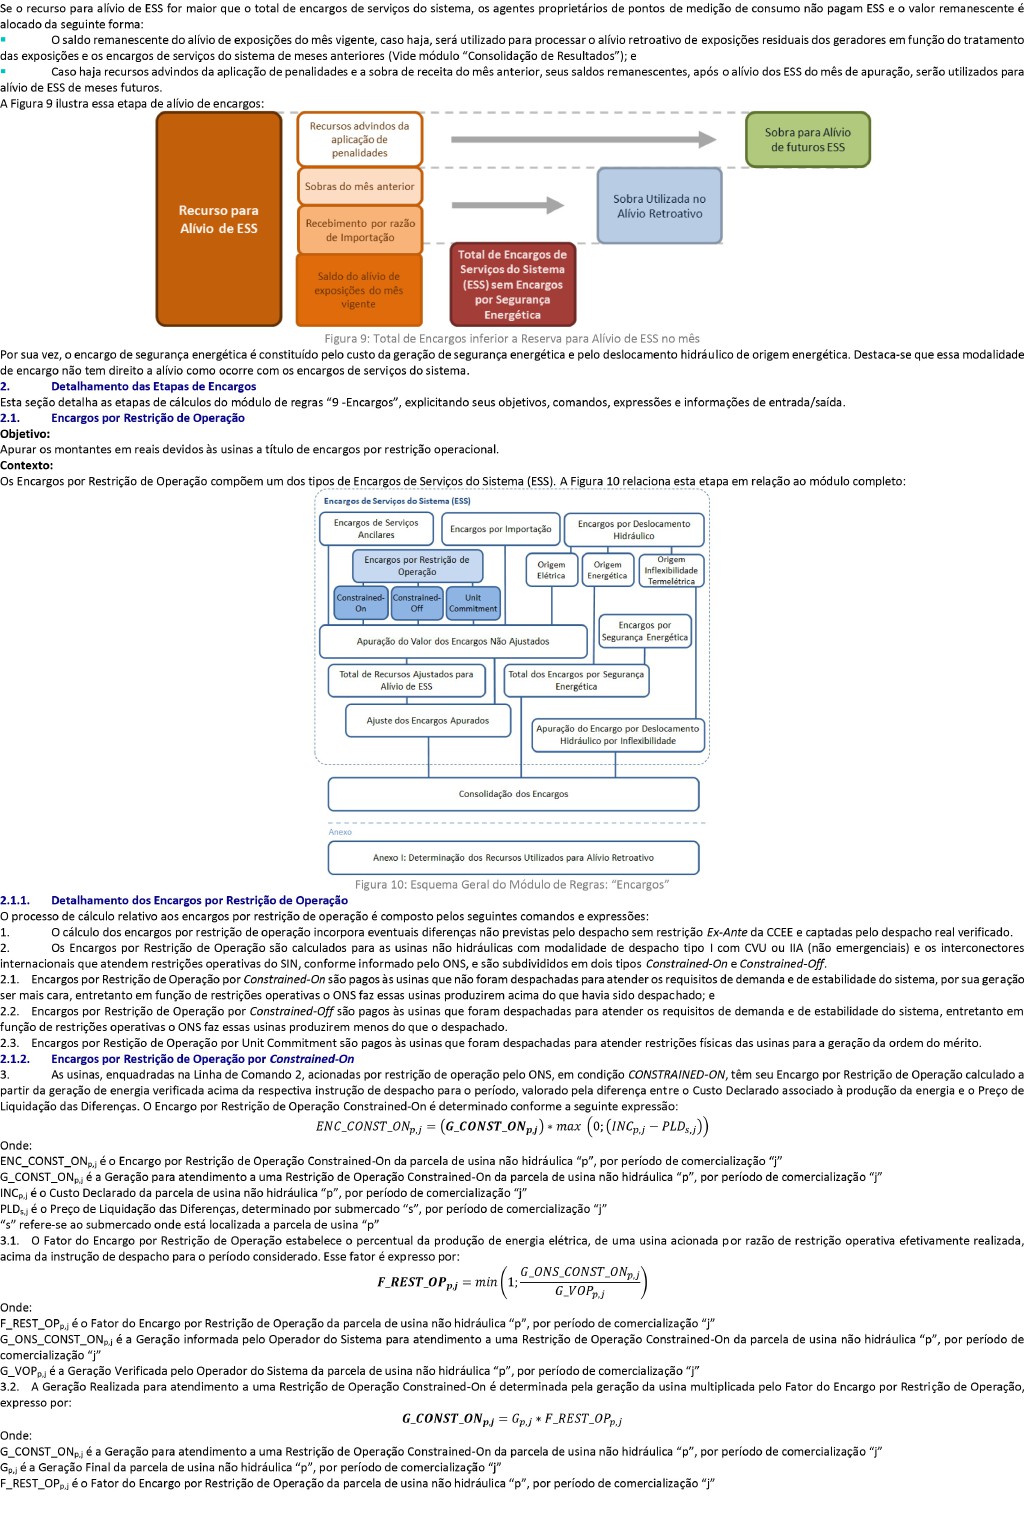 Se o recurso para alívio de ESS for maior que o total de encargos de serviços do sistema, os agentes proprietários de pontos de medição de consumo não pagam ESS e o valor remanescente é
alocado da seguinte forma:
▪ O saldo remanescente do alívio de exposições do mês vigente, caso haja, será utilizado para processar o alívio retroativo de exposições residuais dos geradores em função do tratamento
das exposições e os encargos de serviços do sistema de meses anteriores (Vide módulo “Consolidação de Resultados”); e
▪ Caso haja recursos advindos da aplicação de penalidades e a sobra de receita do mês anterior, seus saldos remanescentes, após o alívio dos ESS do mês de apuração, serão utilizados para
alívio de ESS de meses futuros.
A Figura 9 ilustra essa etapa de alívio de encargos:
Recurso para
Alívio de ESS
Recursos advindos da
aplicação de
penalidades
Sobras do mês anterior
Recebimento por razão
de Importação
Saldo do alívio de
exposições do mês
vigente
Total de Encargos de
Serviços do Sistema
(ESS) sem Encargos
por Segurança
Energética
Sobra Utilizada no
Alívio Retroativo
Sobra para Alívio
de futuros ESS
Figura 9: Total de Encargos inferior a Reserva para Alívio de ESS no mês
Por sua vez, o encargo de segurança energética é constituído pelo custo da geração de segurança energética e pelo deslocamento hidráulico de origem energética. Destaca-se que essa modalidade
de encargo não tem direito a alívio como ocorre com os encargos de serviços do sistema.
2. Detalhamento das Etapas de Encargos
Esta seção detalha as etapas de cálculos do módulo de regras “9 -Encargos”, explicitando seus objetivos, comandos, expressões e informações de entrada/saída.
2.1. Encargos por Restrição de Operação
Objetivo:
Apurar os montantes em reais devidos às usinas a título de encargos por restrição operacional.
Contexto:
Os Encargos por Restrição de Operação compõem um dos tipos de Encargos de Serviços do Sistema (ESS). A Figura 10 relaciona esta etapa em relação ao módulo completo:
Encargos de Serviços do Sistema (ESS)
Encargos de Serviços
Ancilares
Encargos por Importação
Encargos por Deslocamento
Hidráulico
Encargos por Restrição de
Operação
Origem
Elétrica
Origem
Energética
Origem
Inflexibilidade
Termelétrica
Constrained-
On
Constrained-
Off
Unit
Commitment
Encargos por
Segurança Energética
Apuração do Valor dos Encargos Não Ajustados
Total de Recursos Ajustados para
Alívio de ESS
Total dos Encargos por Segurança
Energética
Ajuste dos Encargos Apurados
Apuração do Encargo por Deslocamento
Hidráulico por Inflexibilidade
Consolidação dos Encargos
Anexo
Anexo I: Determinação dos Recursos Utilizados para Alívio Retroativo
Figura 10: Esquema Geral do Módulo de Regras: “Encargos”
2.1.1. Detalhamento dos Encargos por Restrição de Operação
O processo de cálculo relativo aos encargos por restrição de operação é composto pelos seguintes comandos e expressões:
1. O cálculo dos encargos por restrição de operação incorpora eventuais diferenças não previstas pelo despacho sem restrição Ex-Ante da CCEE e captadas pelo despacho real verificado.
2. Os Encargos por Restrição de Operação são calculados para as usinas não hidráulicas com modalidade de despacho tipo I com CVU ou IIA (não emergenciais) e os interconectores
internacionais que atendem restrições operativas do SIN, conforme informado pelo ONS, e são subdivididos em dois tipos Constrained-On e Constrained-Off.
2.1. Encargos por Restrição de Operação por Constrained-On são pagos às usinas que não foram despachadas para atender os requisitos de demanda e de estabilidade do sistema, por sua geração
ser mais cara, entretanto em função de restrições operativas o ONS faz essas usinas produzirem acima do que havia sido despachado; e
2.2. Encargos por Restrição de Operação por Constrained-Off são pagos às usinas que foram despachadas para atender os requisitos de demanda e de estabilidade do sistema, entretanto em
função de restrições operativas o ONS faz essas usinas produzirem menos do que o despachado.
2.3. Encargos por Restição de Operação por Unit Commitment são pagos às usinas que foram despachadas para atender restrições físicas das usinas para a geração da ordem do mérito.
2.1.2. Encargos por Restrição de Operação por Constrained-On
3. As usinas, enquadradas na Linha de Comando 2, acionadas por restrição de operação pelo ONS, em condição CONSTRAINED-ON, têm seu Encargo por Restrição de Operação calculado a
partir da geração de energia verificada acima da respectiva instrução de despacho para o período, valorado pela diferença entre o Custo Declarado associado à produção da energia e o Preço de
Liquidação das Diferenças. O Encargo por Restrição de Operação Constrained-On é determinado conforme a seguinte expressão:
ENC_CONST_ONp,j = (G_CONST_ONp,j) ∗ max (0; (INCp,j − PLDs,j))
Onde:
ENC_CONST_ONp,j é o Encargo por Restrição de Operação Constrained-On da parcela de usina não hidráulica “p”, por período de comercialização “j”
G_CONST_ONp,j é a Geração para atendimento a uma Restrição de Operação Constrained-On da parcela de usina não hidráulica “p”, por período de comercialização “j”
INCp,j é o Custo Declarado da parcela de usina não hidráulica “p”, por período de comercialização “j”
PLDs,j é o Preço de Liquidação das Diferenças, determinado por submercado “s”, por período de comercialização “j”
“s” refere-se ao submercado onde está localizada a parcela de usina “p”
3.1. O Fator do Encargo por Restrição de Operação estabelece o percentual da produção de energia elétrica, de uma usina acionada por razão de restrição operativa efetivamente realizada,
acima da instrução de despacho para o período considerado. Esse fator é expresso por:
F_REST_OPp,j = min (1; G_ONS_CONST_ONp,j / G_VOPp,j)
Onde:
F_REST_OPp,j é o Fator do Encargo por Restrição de Operação da parcela de usina não hidráulica “p”, por período de comercialização “j”
G_ONS_CONST_ONp,j é a Geração informada pelo Operador do Sistema para atendimento a uma Restrição de Operação Constrained-On da parcela de usina não hidráulica “p”, por período de
comercialização “j”
G_VOPp,j é a Geração Verificada pelo Operador do Sistema da parcela de usina não hidráulica “p”, por período de comercialização “j”
3.2. A Geração Realizada para atendimento a uma Restrição de Operação Constrained-On é determinada pela geração da usina multiplicada pelo Fator do Encargo por Restrição de Operação,
expresso por:
G_CONST_ONp,j = Gp,j ∗ F_REST_OPp,j
Onde:
G_CONST_ONp,j é a Geração para atendimento a uma Restrição de Operação Constrained-On da parcela de usina não hidráulica “p”, por período de comercialização “j”
Gp,j é a Geração Final da parcela de usina não hidráulica “p”, por período de comercialização “j”
F_REST_OPp,j é o Fator do Encargo por Restrição de Operação da parcela de usina não hidráulica “p”, por período de comercialização “j”